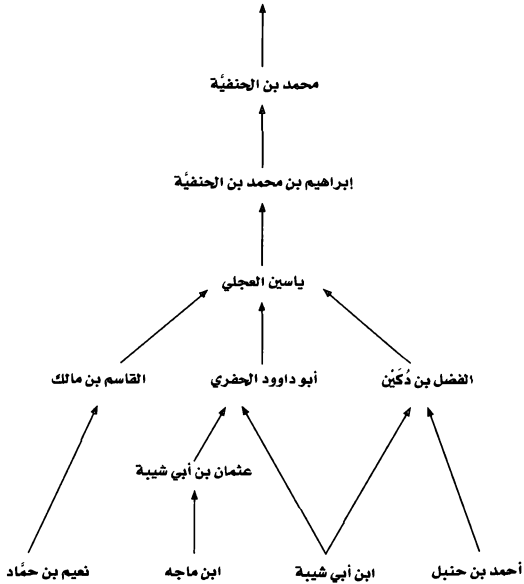 محمد بن الحنفيَّة
إبراهيم بن محمد بن الحنفيَّة
ياسين العجلي
الفضل بن دُكَيْن أبو داوود الحفري القاسم بن مالك
عثمان بن أبي شيبة
أحمد بن حنبل ابن أبي شيبة ابن ماجه نعيم بن حمَّاد